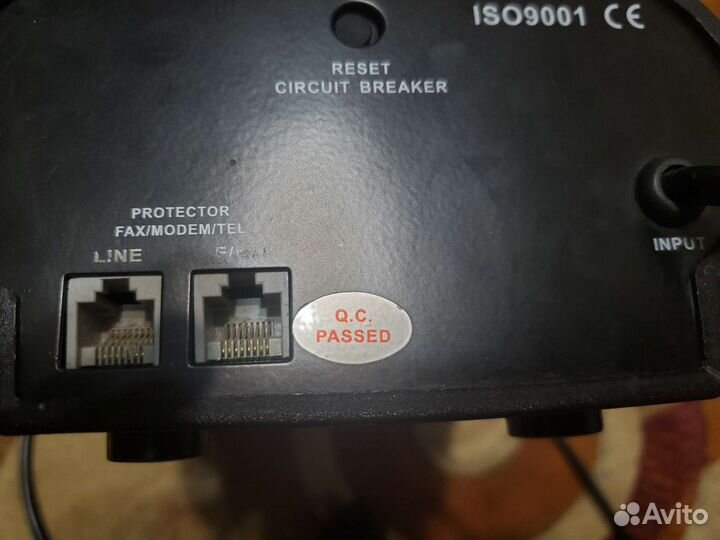 ISO9001 CE
RESET
CIRCUIT BREAKER
PROTECTOR
FAX/MODEM/TEL
LINE
INPUT
Q.C.
PASSED
Avito